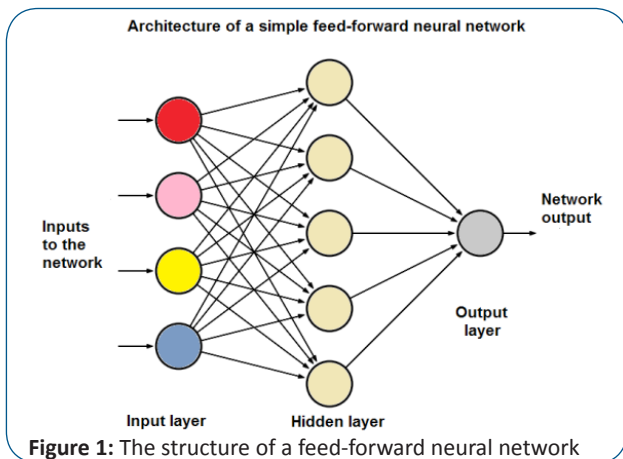 Architecture of a simple feed-forward neural network
Inputs
to the
network
Network
output
Output
layer
Input layer
Hidden layer
Figure 1: The structure of a feed-forward neural network